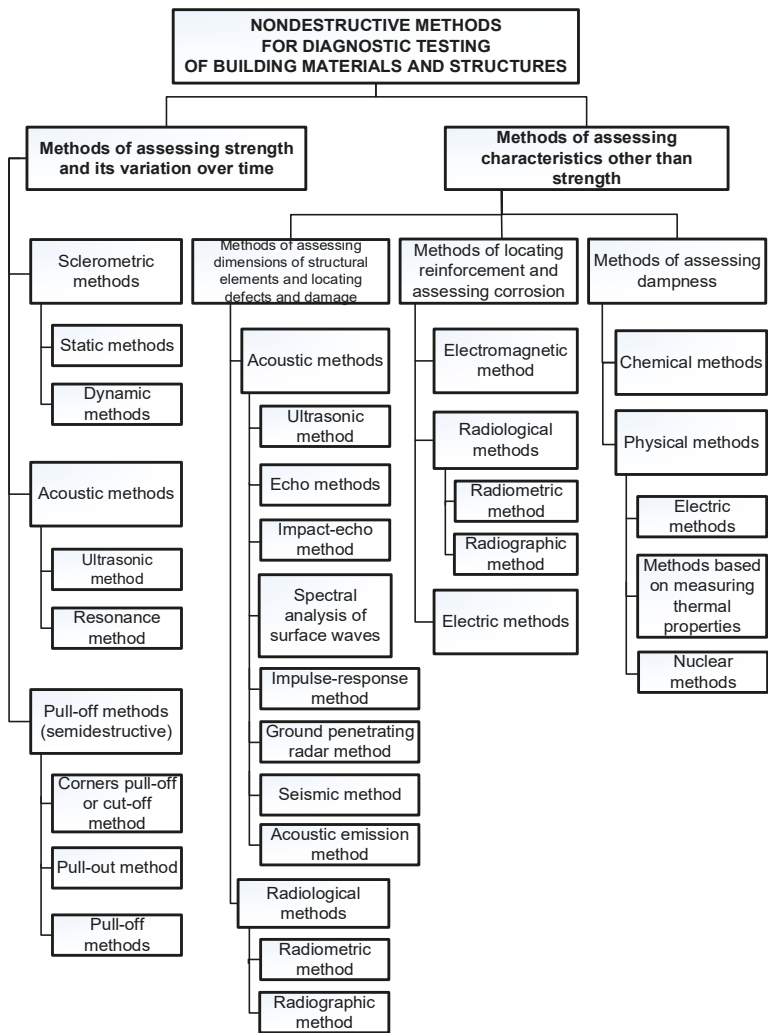 NONDESTRUCTIVE METHODS
FOR DIAGNOSTIC TESTING
OF BUILDING MATERIALS AND STRUCTURES
Methods of assessing strength
and its variation over time
Methods of assessing
characteristics other than
strength
Sclerometric
methods
Static methods
Dynamic
methods
Acoustic methods
Ultrasonic
method
Resonance
method
Pull-off methods
(semidestructive)
Corners pull-off
or cut-off
method
Pull-out method
Pull-off
methods
Methods of assessing
dimensions of structural
elements and locating
defects and damage
Acoustic methods
Ultrasonic
method
Echo methods
Impact-echo
method
Spectral
analysis of
surface waves
Impulse-response
method
Ground penetrating
radar method
Seismic method
Acoustic emission
method
Radiological
methods
Radiometric
method
Radiographic
method
Methods of locating
reinforcement and
assessing corrosion
Electromagnetic
method
Radiological
methods
Radiometric
method
Radiographic
method
Electric methods
Methods of assessing
dampness
Chemical methods
Physical methods
Electric
methods
Methods based
on measuring
thermal
properties
Nuclear
methods